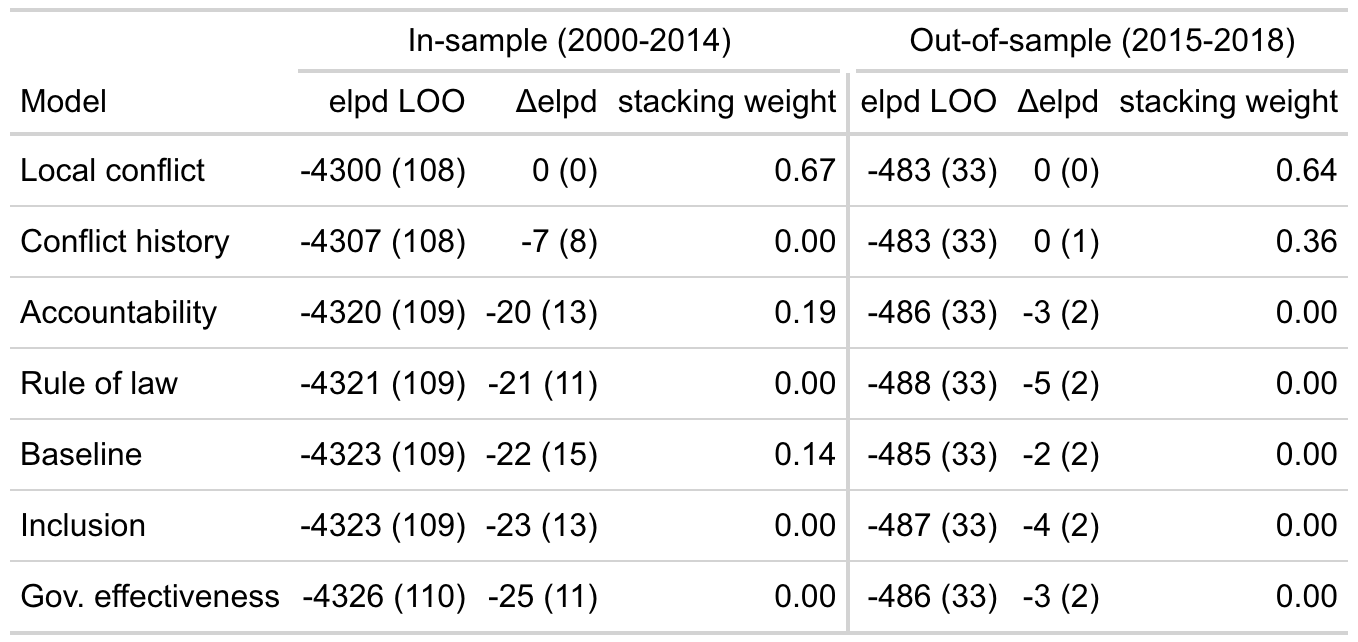 In-sample (2000-2014) Out-of-sample (2015-2018)
Model elpd LOO Δelpd stacking weight elpd LOO Δelpd stacking weight
Local conflict -4300 (108) 0 (0) 0.67 -483 (33) 0 (0) 0.64
Conflict history -4307 (108) -7 (8) 0.00 -483 (33) 0 (1) 0.36
Accountability -4320 (109) -20 (13) 0.19 -486 (33) -3 (2) 0.00
Rule of law -4321 (109) -21 (11) 0.00 -488 (33) -5 (2) 0.00
Baseline -4323 (109) -22 (15) 0.14 -485 (33) -2 (2) 0.00
Inclusion -4323 (109) -23 (13) 0.00 -487 (33) -4 (2) 0.00
Gov. effectiveness -4326 (110) -25 (11) 0.00 -486 (33) -3 (2) 0.00